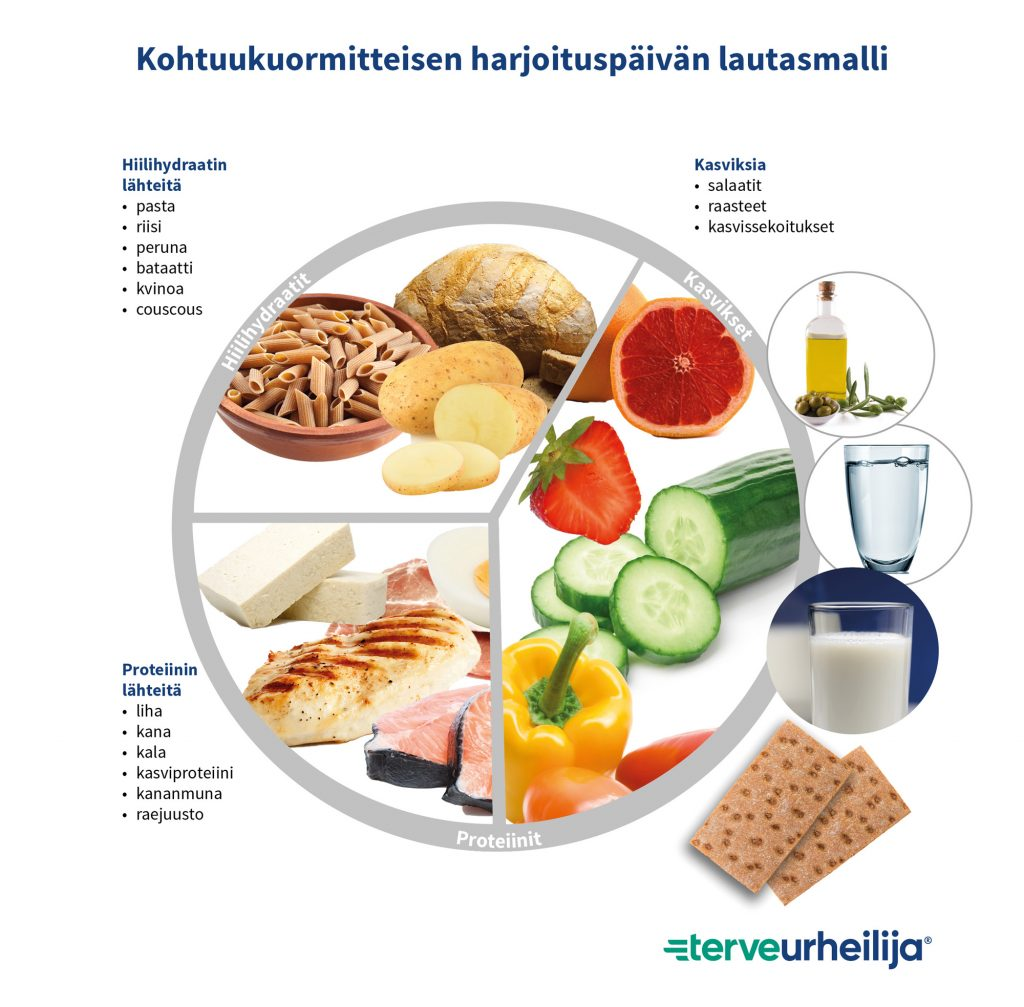 Kohtuukuormitteisen harjoituspäivän lautasmalli
Hiilihydraatin
lähteitä
• pasta
• riisi
• peruna
• bataatti
• kvinoa
• couscous
Kasviksia
• salaatit
• raasteet
• kasvissekoitukset
Hiilihydraatit
Kasvikset
Proteiinin
lähteitä
• liha
• kana
• kala
• kasviproteiini
• kananmuna
• raejuusto
Proteiinit
terveurheilija®